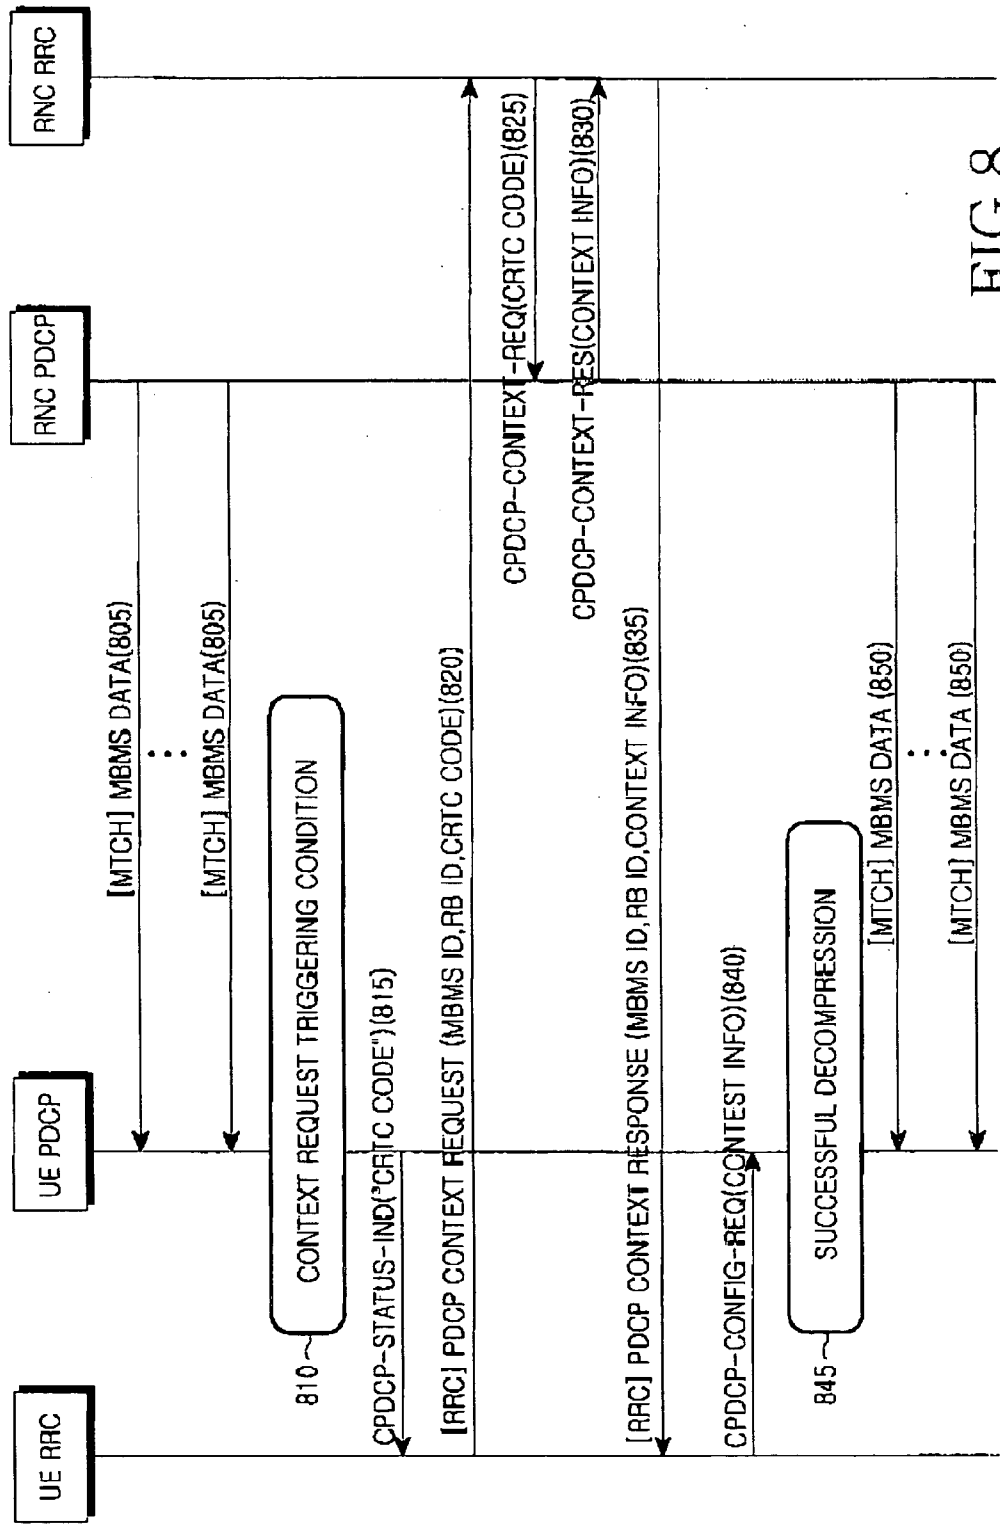 UE RRC
UE PDCP
RNC PDCP
RNC RRC
[MTCH] MBMS DATA(805)
[MTCH] MBMS DATA(805)
810
CONTEXT REQUEST TRIGGERING CONDITION
CPDCP-STATUS-IND("CRTC CODE")(815)
[RRC] PDCP CONTEXT REQUEST (MBMS ID,RB ID,CRTC CODE)(820)
CPDCP-CONTEXT-REQ(CRTC CODE)(825)
CPDCP-CONTEXT-RES(CONTEXT INFO)(830)
[RRC] PDCP CONTEXT RESPONSE (MBMS ID,RB ID,CONTEXT INFO)(835)
CPDCP-CONFIG-REQ(CONTEST INFO)(840)
845
SUCCESSFUL DECOMPRESSION
[MTCH] MBMS DATA (850)
[MTCH] MBMS DATA (850)
FIG.8